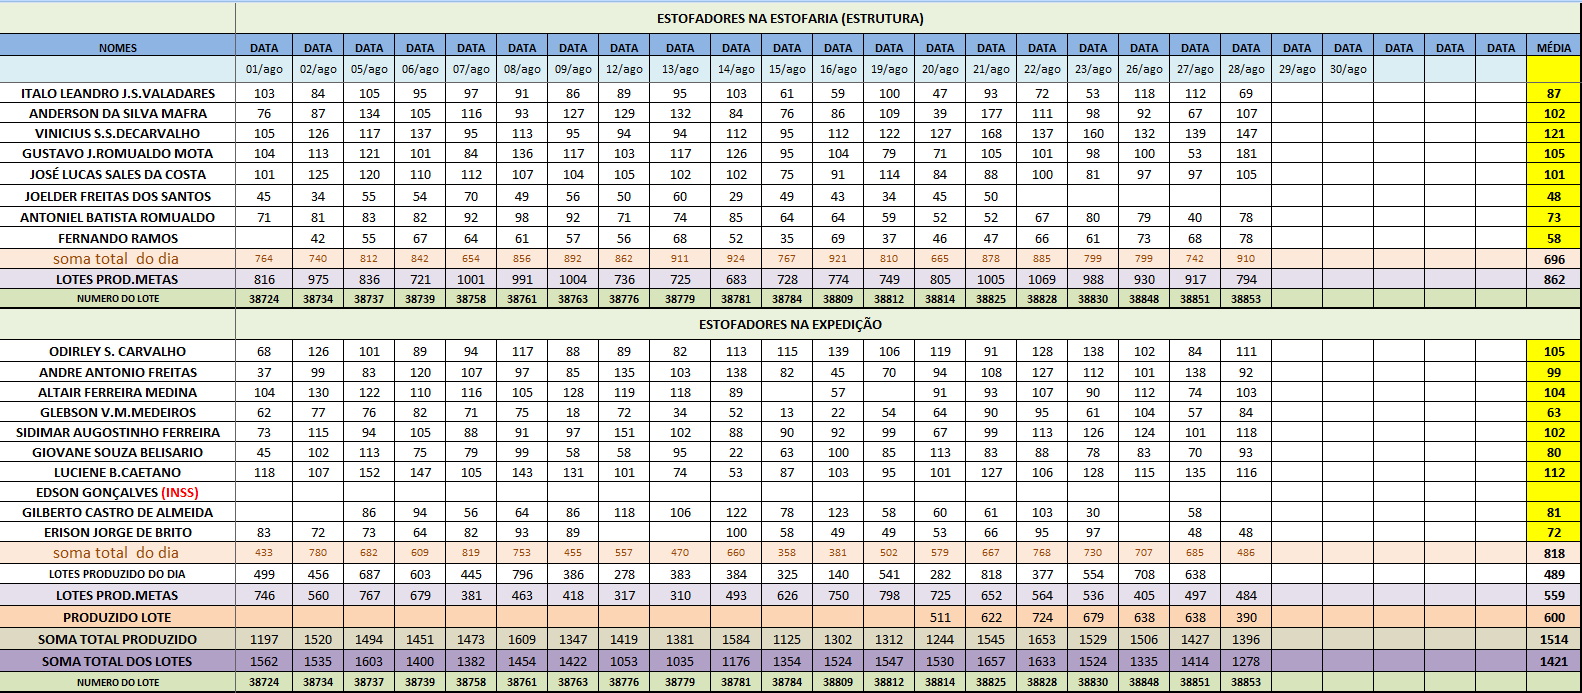 ESTOFADORES NA ESTOFARIA (ESTRUTURA)
NOMES DATA DATA DATA DATA DATA DATA DATA DATA DATA DATA DATA DATA DATA DATA DATA DATA DATA DATA DATA DATA DATA DATA DATA DATA DATA MÉDIA
01/ago 02/ago 05/ago 06/ago 07/ago 08/ago 09/ago 12/ago 13/ago 14/ago 15/ago 16/ago 19/ago 20/ago 21/ago 22/ago 23/ago 26/ago 27/ago 28/ago 29/ago 30/ago
ITALO LEANDRO J.S.VALADARES 103 84 105 95 97 91 86 89 95 103 61 59 100 47 93 72 53 118 112 69 87
ANDERSON DA SILVA MAFRA 76 87 134 105 116 93 127 129 132 84 76 86 109 39 177 111 98 92 67 107 102
VINICIUS S.S.DECARVALHO 105 126 117 137 95 113 95 94 94 112 95 112 122 127 168 137 160 132 139 147 121
GUSTAVO J.ROMUALDO MOTA 104 113 121 101 84 136 117 103 117 126 95 104 79 71 105 101 98 100 53 181 105
JOSÉ LUCAS SALES DA COSTA 101 125 120 110 112 107 104 105 102 102 75 91 114 84 88 100 81 97 97 105 101
JOELDER FREITAS DOS SANTOS 45 34 55 54 70 49 56 50 60 29 49 43 34 45 50 48
ANTONIEL BATISTA ROMUALDO 71 81 83 82 92 98 92 71 74 85 64 64 59 52 52 67 80 79 40 78 73
FERNANDO RAMOS 42 55 67 64 61 57 56 68 52 35 69 37 46 47 66 61 73 68 78 58
soma total do dia 764 740 812 842 654 856 892 862 911 924 767 921 810 665 878 885 799 799 742 910 696
LOTES PROD.METAS 816 975 836 721 1001 991 1004 736 725 683 728 774 749 805 1005 1069 988 930 917 794 862
NUMERO DO LOTE 38724 38734 38737 38739 38758 38761 38763 38776 38779 38781 38784 38809 38812 38814 38825 38828 38830 38848 38851 38853
ESTOFADORES NA EXPEDIÇÃO
ODIRLEY S. CARVALHO 68 126 101 89 94 117 88 89 82 113 115 139 106 119 91 128 138 102 84 111 105
ANDRE ANTONIO FREITAS 37 99 83 120 107 97 85 135 103 138 82 45 70 94 108 127 112 101 138 92 99
ALTAIR FERREIRA MEDINA 104 130 122 110 116 105 128 119 118 89 57 91 93 107 90 112 74 103 104
GLEBSON V.M.MEDEIROS 62 77 76 82 71 75 18 72 34 52 13 22 54 64 90 95 61 104 57 84 63
SIDIMAR AUGOSTINHO FERREIRA 73 115 94 105 88 91 97 151 102 88 90 92 99 67 99 113 126 124 101 118 102
GIOVANE SOUZA BELISARIO 45 102 113 75 79 99 58 58 95 22 63 100 85 113 83 88 78 83 70 93 80
LUCIENE B.CAETANO 118 107 152 147 105 143 131 101 74 53 87 103 95 101 127 106 128 115 135 116 112
EDSON GONÇALVES (INSS)
GILBERTO CASTRO DE ALMEIDA 86 94 56 64 86 118 106 122 78 123 58 60 61 103 30 58 81
ERISON JORGE DE BRITO 83 72 73 64 82 93 89 100 58 49 49 53 66 95 97 48 48 72
soma total do dia 433 780 682 609 819 753 455 557 470 660 358 381 502 579 667 768 730 707 685 486 818
LOTES PRODUZIDO DO DIA 499 456 687 603 445 796 386 278 383 384 325 140 541 282 818 377 554 708 638 489
LOTES PROD.METAS 746 560 767 679 381 463 418 317 310 493 626 750 798 725 652 564 536 405 497 484 559
PRODUZIDO LOTE 511 622 724 679 638 638 390 600
SOMA TOTAL PRODUZIDO 1197 1520 1494 1451 1473 1609 1347 1419 1381 1584 1125 1302 1312 1244 1545 1653 1529 1506 1427 1396 1514
SOMA TOTAL DOS LOTES 1562 1535 1603 1400 1382 1454 1422 1053 1035 1176 1354 1524 1547 1530 1657 1633 1524 1335 1414 1278 1421
NUMERO DO LOTE 38724 38734 38737 38739 38758 38761 38763 38776 38779 38781 38784 38809 38812 38814 38825 38828 38830 38848 38851 38853